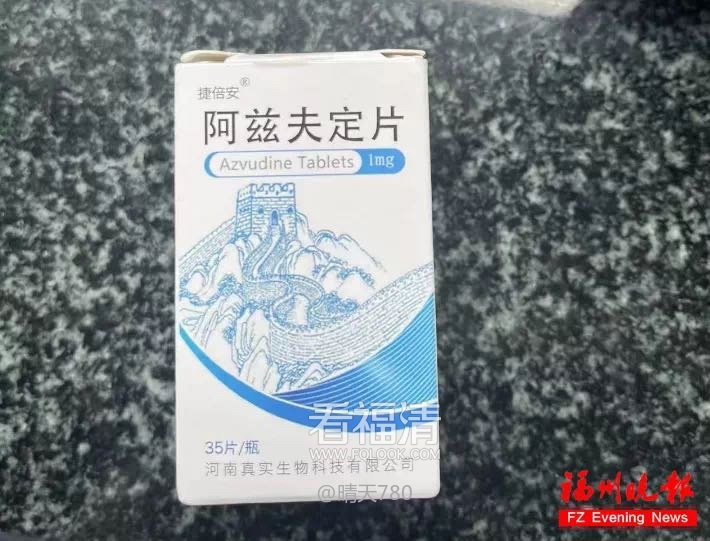 捷倍安®
阿兹夫定片
Azvudine Tablets 1mg
35片/瓶
河南真实生物科技有限公司
看福清
WWW.FQLOOK.COM
@晴天780
福州晚报
FZ Evening News